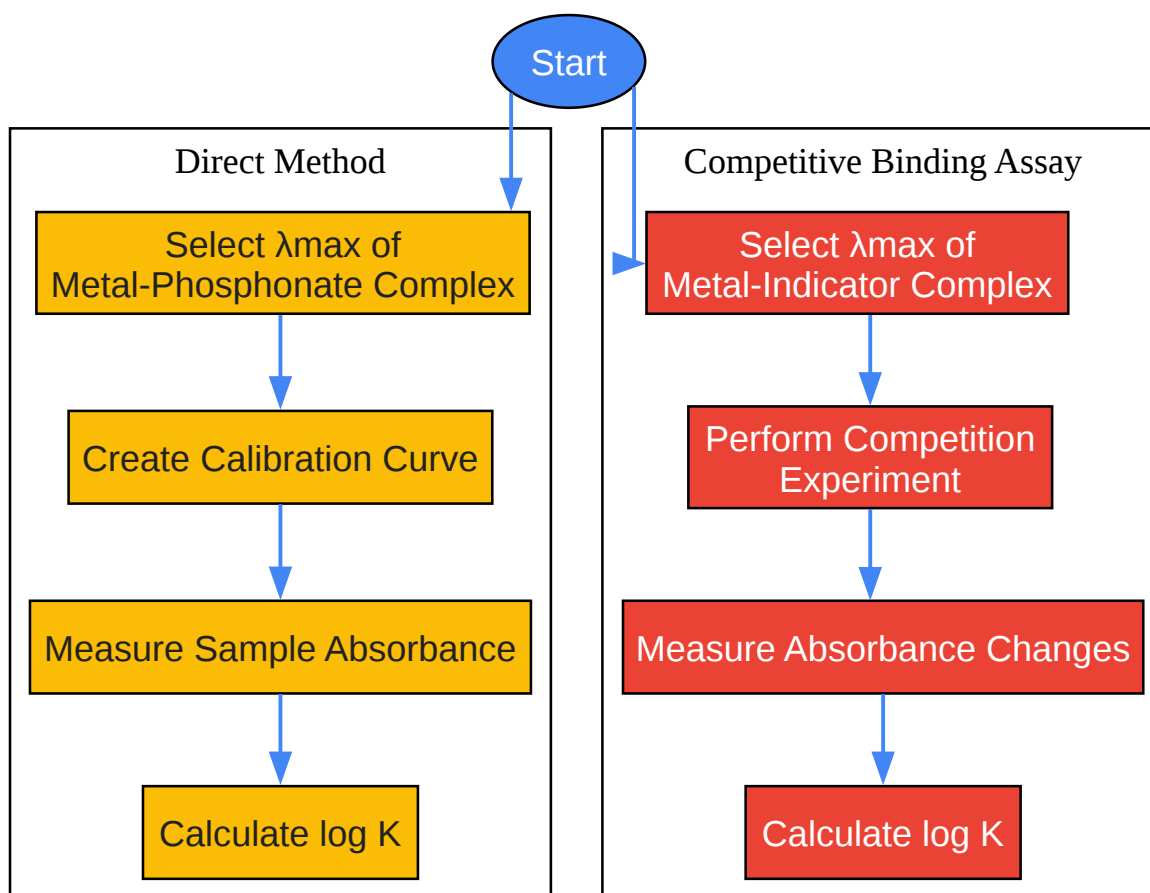 Start
Direct Method
Select λmax of
Metal-Phosphonate Complex
Create Calibration Curve
Measure Sample Absorbance
Calculate log K
Competitive Binding Assay
Select λmax of
Metal-Indicator Complex
Perform Competition
Experiment
Measure Absorbance Changes
Calculate log K